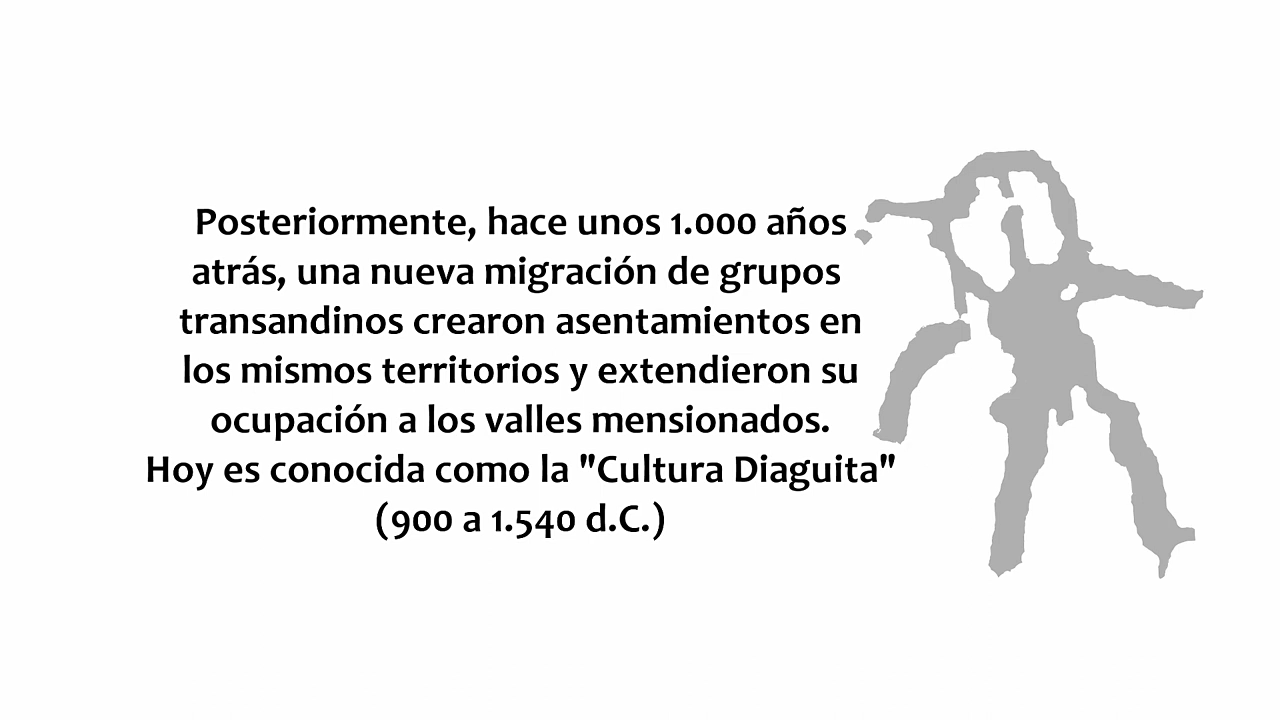 Posteriormente, hace unos 1.000 años
atrás, una nueva migración de grupos
transandinos crearon asentamientos en
los mismos territorios y extendieron su
ocupación a los valles mensionados.
Hoy es conocida como la "Cultura Diaguita"
(900 a 1.540 d.C.)